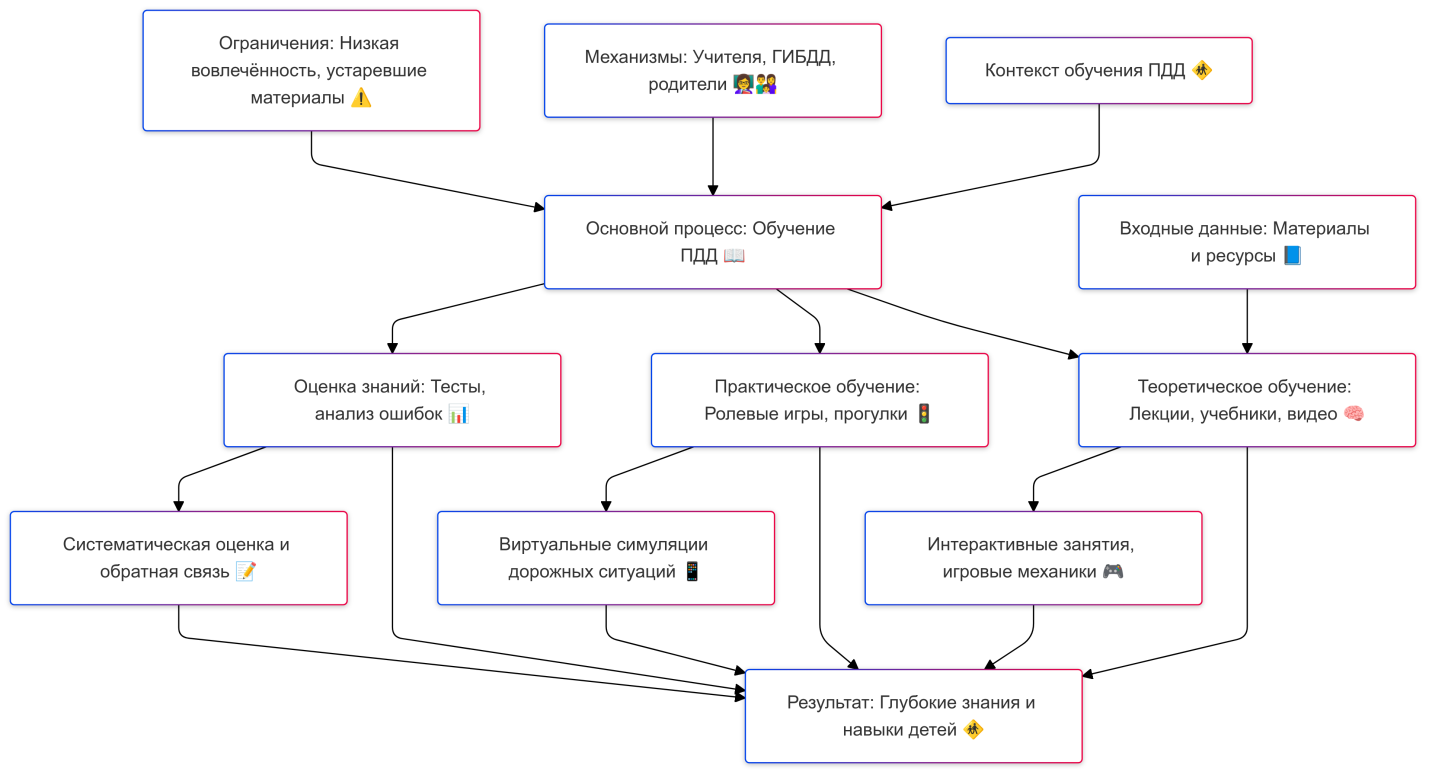 Ограничения: Низкая
вовлечённость, устаревшие
материалы ⚠️
Механизмы: Учителя, ГИБДД,
родители 👩‍🏫👨‍👩‍👦
Контекст обучения ПДД 🚸
Основной процесс: Обучение
ПДД 📖
Входные данные: Материалы
и ресурсы 📘
Оценка знаний: Тесты,
анализ ошибок 📊
Практическое обучение:
Ролевые игры, прогулки 🚦
Теоретическое обучение:
Лекции, учебники, видео 🧠
Систематическая оценка и
обратная связь 📝
Виртуальные симуляции
дорожных ситуаций 📱
Интерактивные занятия,
игровые механики 🎮
Результат: Глубокие знания и
навыки детей 🚸